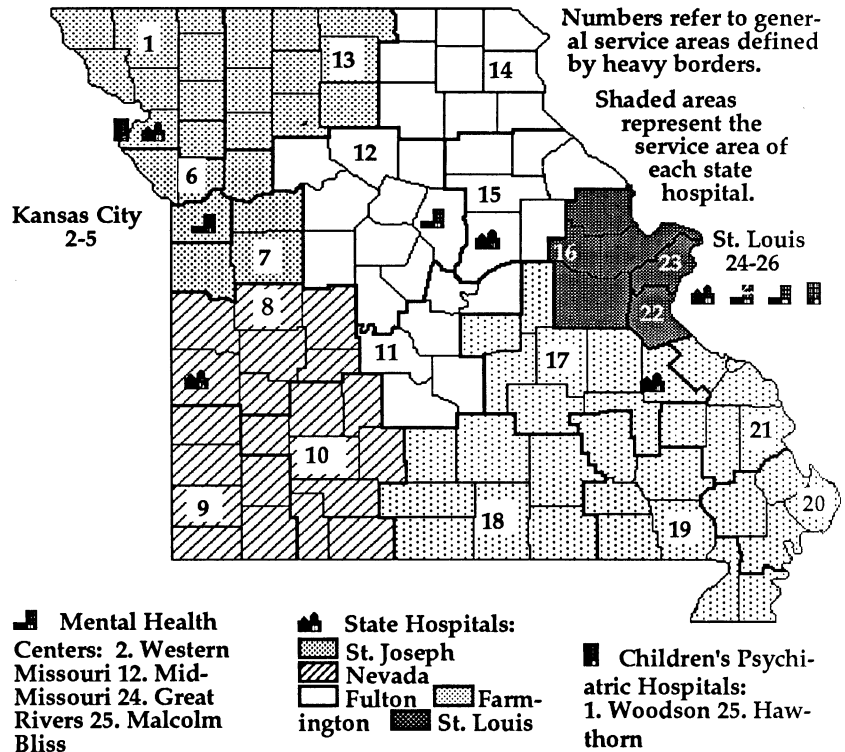 Numbers refer to gener-
al service areas defined
by heavy borders.
Shaded areas
represent the
service area of
each state
hospital.
1
13
14
12
6
15
Kansas City
2-5
7
16
23
St. Louis
24-26
8
22
11
17
10
21
9
18
19
20
Mental Health
Centers: 2. Western
Missouri 12. Mid-
Missouri 24. Great
Rivers 25. Malcolm
Bliss
State Hospitals:
St. Joseph
Nevada
Fulton Farm-
ington St. Louis
Children's Psychi-
atric Hospitals:
1. Woodson 25. Haw-
thorn